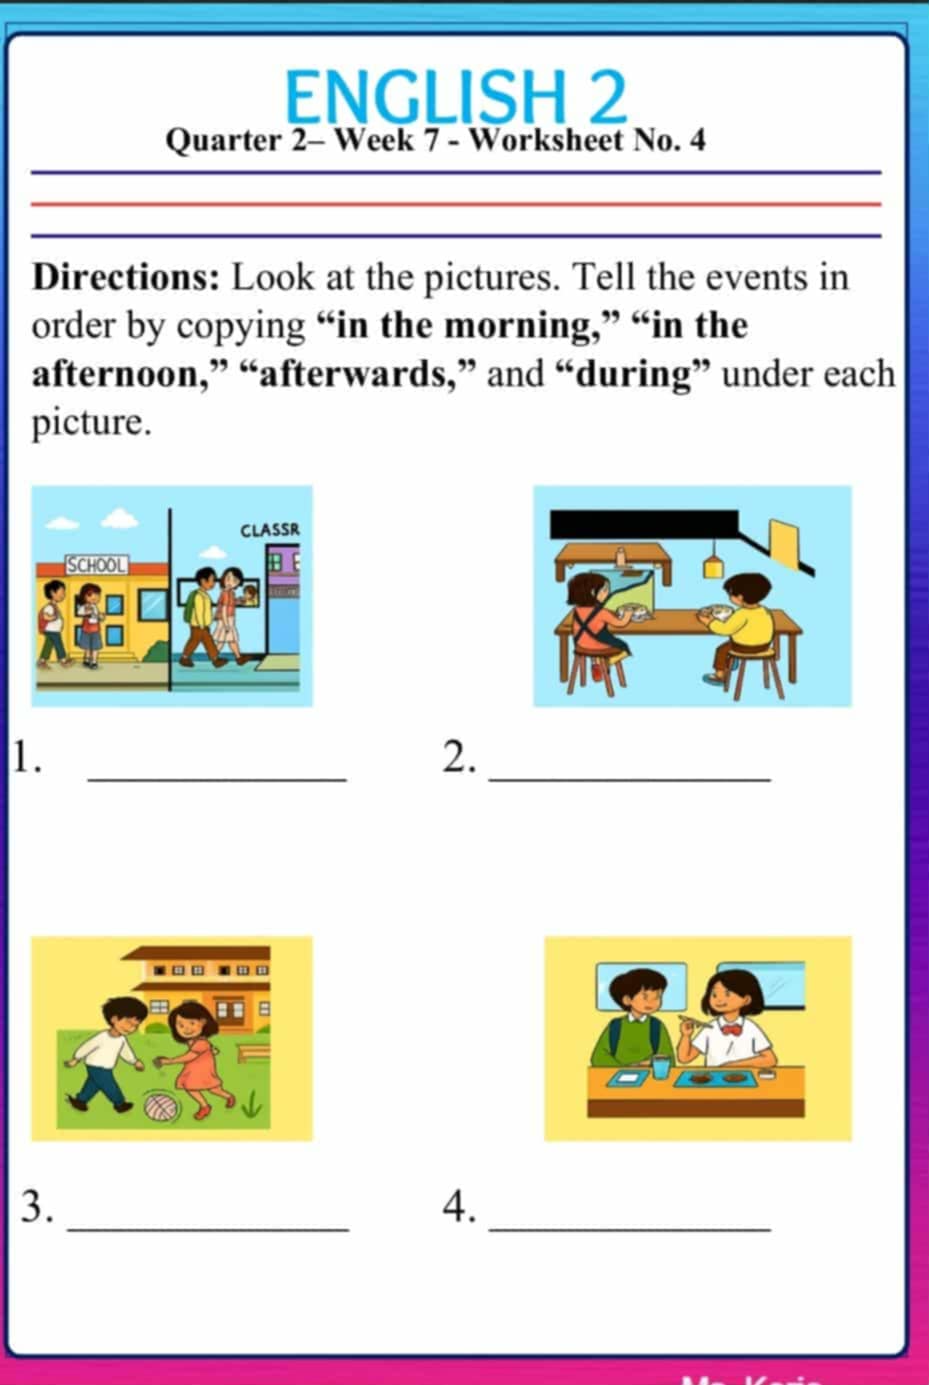 ENGLISH 2
Quarter 2– Week 7 - Worksheet No. 4
Directions: Look at the pictures. Tell the events in
order by copying “in the morning,” “in the
afternoon,” “afterwards,” and “during” under each
picture.
SCHOOL
CLASSR
1. ____________
2. ____________
3. ____________
4. ____________